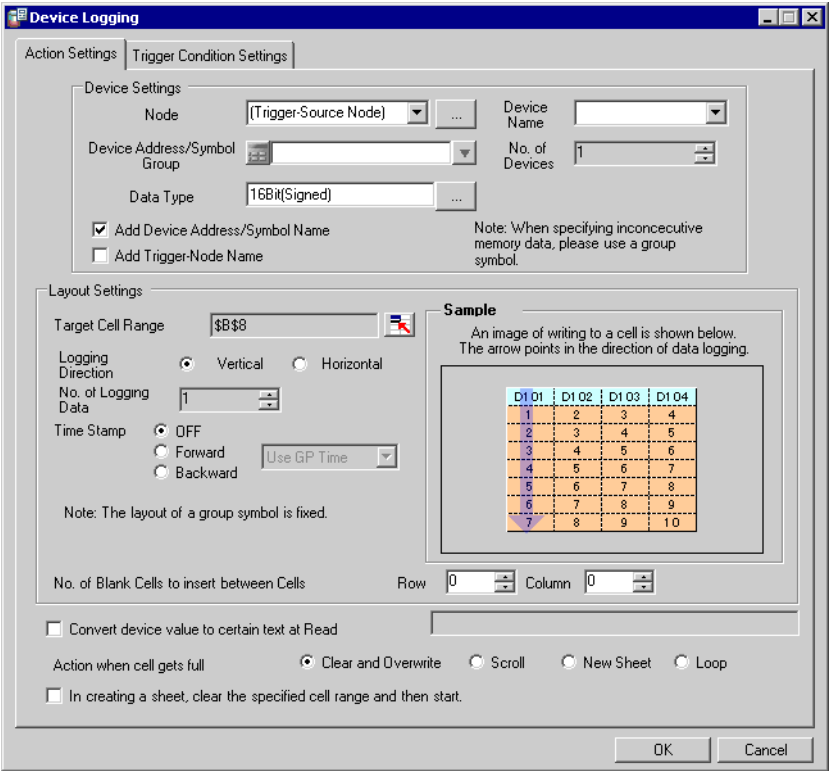 Device Logging
Action Settings
Trigger Condition Settings
Device Settings
Node
(Trigger-Source Node)
...
Device
Name
Device Address/Symbol
Group
No. of
Devices
1
Data Type
16Bit(Signed)
...
Add Device Address/Symbol Name
Add Trigger-Node Name
Note: When specifying inconcecutive
memory data, please use a group
symbol.
Layout Settings
Target Cell Range
$B$8
Logging
Direction
Vertical
Horizontal
No. of Logging
Data
1
Time Stamp
OFF
Forward
Backward
Use GP Time
Note: The layout of a group symbol is fixed.
Sample
An image of writing to a cell is shown below.
The arrow points in the direction of data logging.
D101 D102 D103 D104
1 2 3 4
2 3 4 5
3 4 5 6
4 5 6 7
5 6 7 8
6 7 8 9
7 8 9 10
No. of Blank Cells to insert between Cells
Row
0
Column
0
Convert device value to certain text at Read
Action when cell gets full
Clear and Overwrite
Scroll
New Sheet
Loop
In creating a sheet, clear the specified cell range and then start.
OK
Cancel